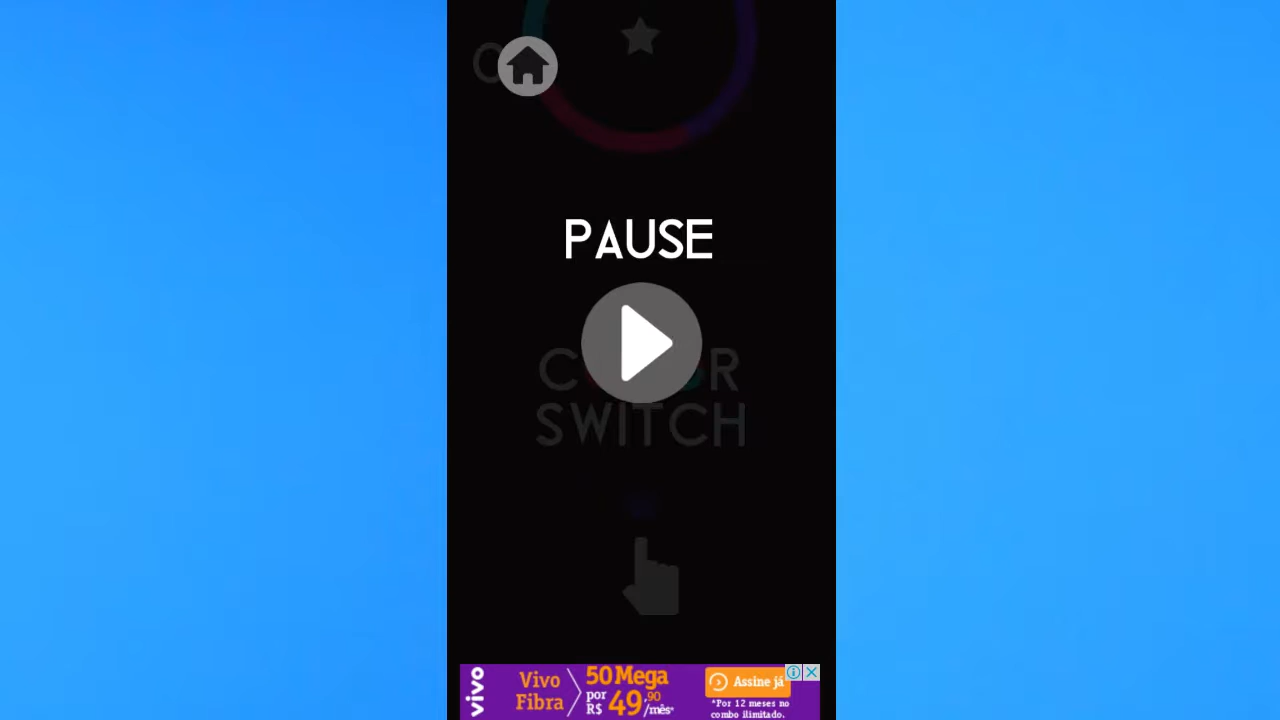 PAUSE
SWITCH
vivo
Vivo
Fibra
50 Mega
por
R$ 49,90
/mês*
Assine já
*Por 12 meses no
combo ilimitado.